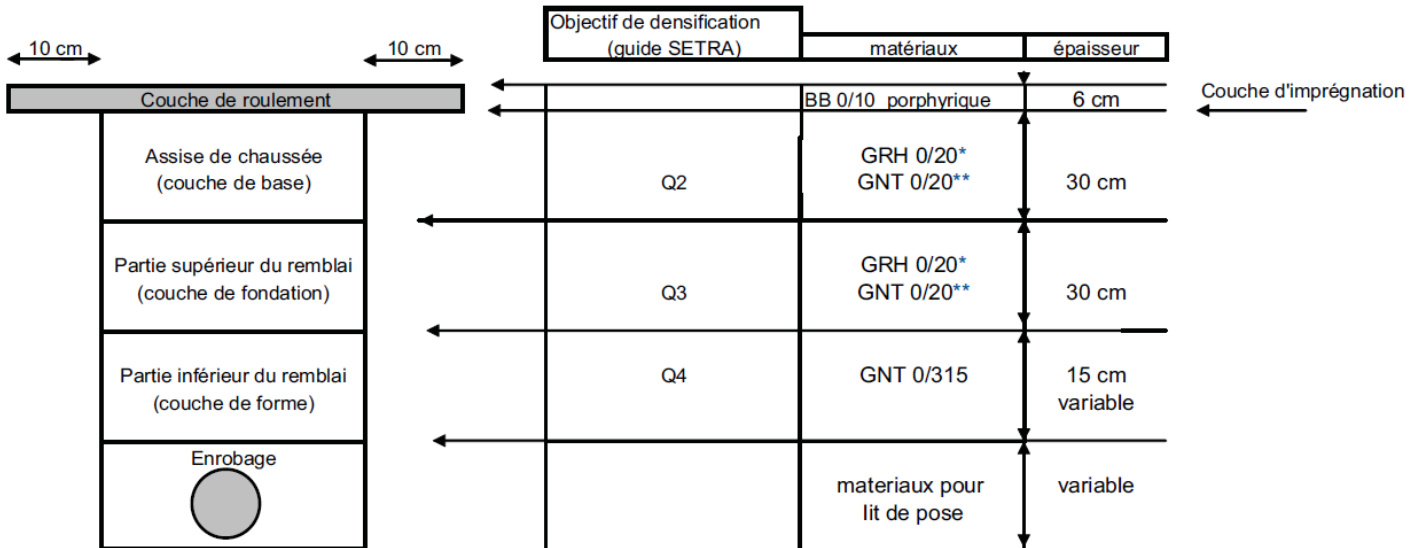 Objectif de densification
(guide SETRA)
matériaux
épaisseur
10 cm
10 cm
Couche de roulement
BB 0/10 porphyrique
6 cm
Couche d'imprégnation
Assise de chaussée
(couche de base)
Q2
GRH 0/20*
GNT 0/20**
30 cm
Partie supérieur du remblai
(couche de fondation)
Q3
GRH 0/20*
GNT 0/20**
30 cm
Partie inférieur du remblai
(couche de forme)
Q4
GNT 0/315
15 cm
variable
Enrobage
materiaux pour
lit de pose
variable